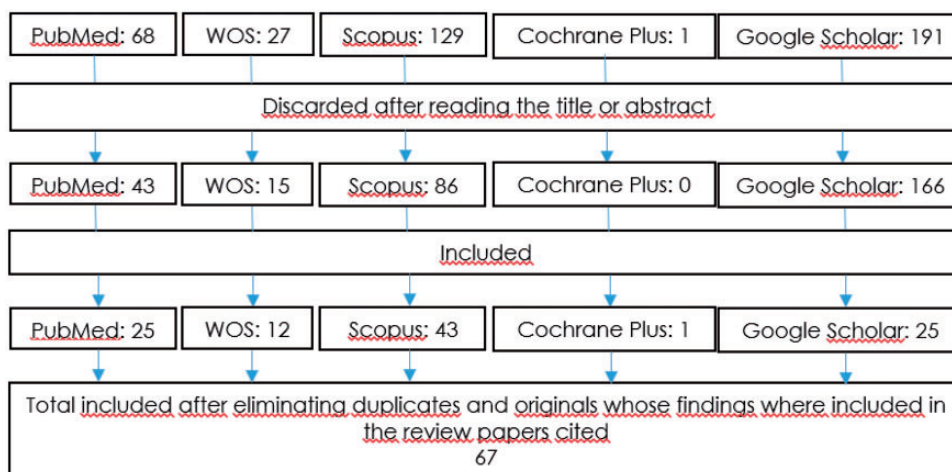 PubMed: 68 WOS: 27 Scopus: 129 Cochrane Plus: 1 Google Scholar: 191
Discarded after reading the title or abstract
PubMed: 43 WOS: 15 Scopus: 86 Cochrane Plus: 0 Google Scholar: 166
Included
PubMed: 25 WOS: 12 Scopus: 43 Cochrane Plus: 1 Google Scholar: 25
Total included after eliminating duplicates and originals whose findings where included in
the review papers cited
67